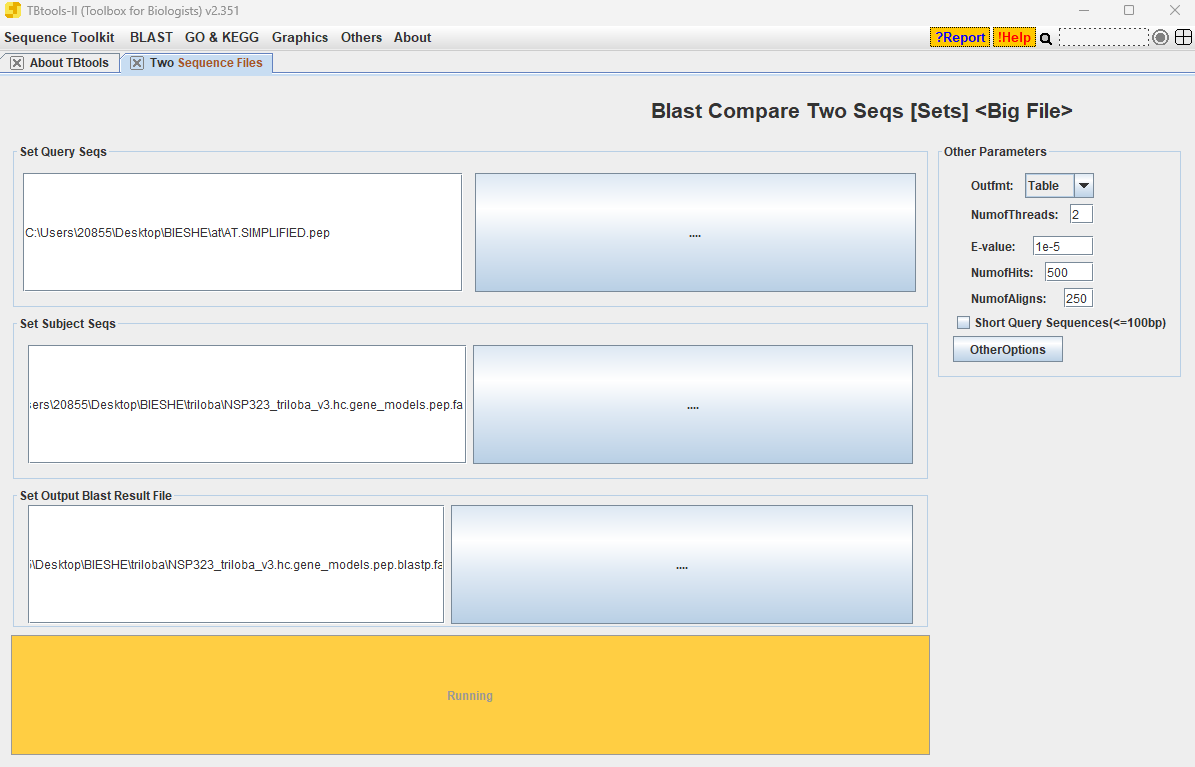 TBtools-II (Toolbox for Biologists) v2.351
Sequence Toolkit BLAST GO & KEGG Graphics Others About ?Report !Help
About TBtools Two Sequence Files
Blast Compare Two Seqs [Sets] <Big File>
Set Query Seqs
C:\Users\20855\Desktop\BIESHE\at\AT.SIMPLIFIED.pep
....
Set Subject Seqs
ers\20855\Desktop\BIESHE\triloba\NSP323_triloba_v3.hc.gene_models.pep.fa
....
Set Output Blast Result File
\Desktop\BIESHE\triloba\NSP323_triloba_v3.hc.gene_models.pep.blastp.fa
....
Running
Other Parameters
Outfmt: Table
NumofThreads: 2
E-value: 1e-5
NumofHits: 500
NumofAligns: 250
Short Query Sequences(<=100bp)
OtherOptions